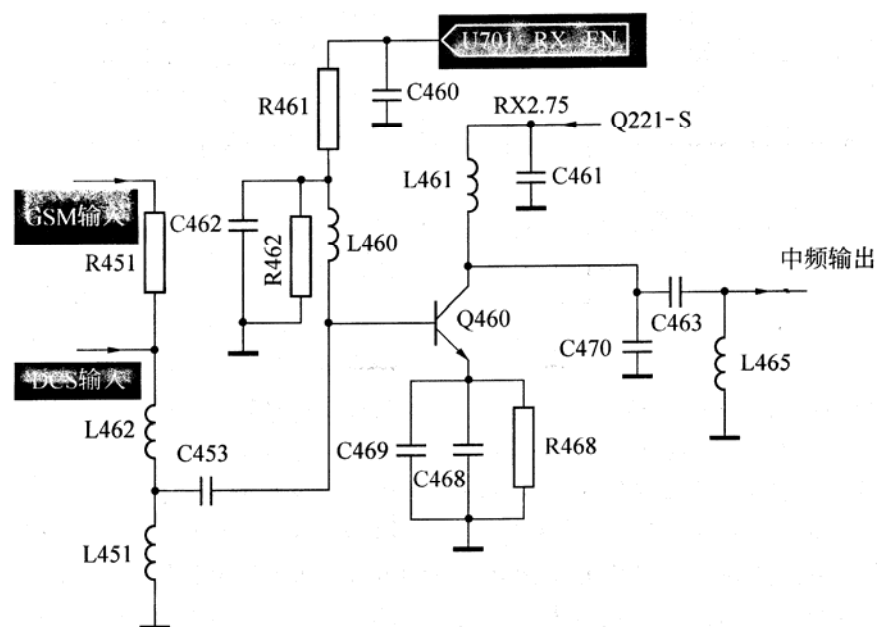 U701 RX EN
C460
R461
RX2.75
Q221-S
L461
C461
GSM输入
C462
R462
L460
R451
中频输出
Q460
C463
DCS输入
C470
L465
L462
C453
C469
C468
R468
L451